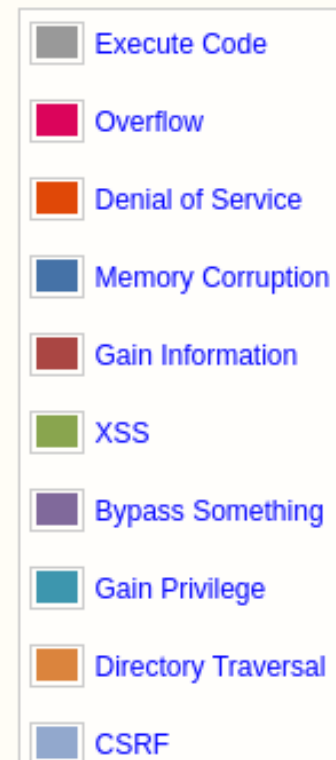 Execute Code
Overflow
Denial of Service
Memory Corruption
Gain Information
XSS
Bypass Something
Gain Privilege
Directory Traversal
CSRF